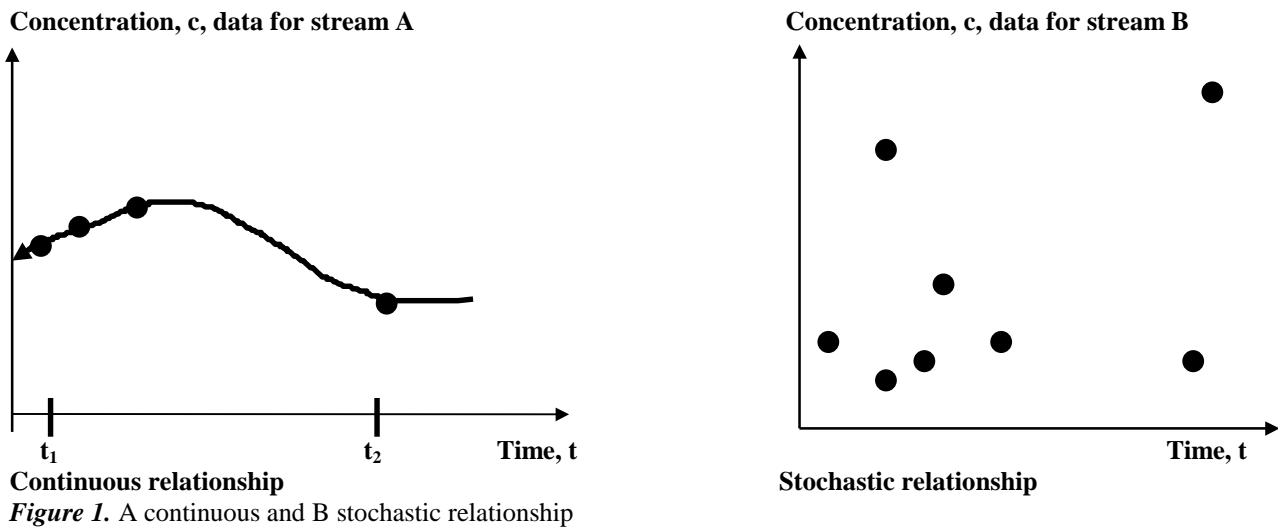 Concentration, c, data for stream A
Concentration, c, data for stream B
t₁
t₂
Time, t
Time, t
Continuous relationship
Stochastic relationship
Figure 1. A continuous and B stochastic relationship